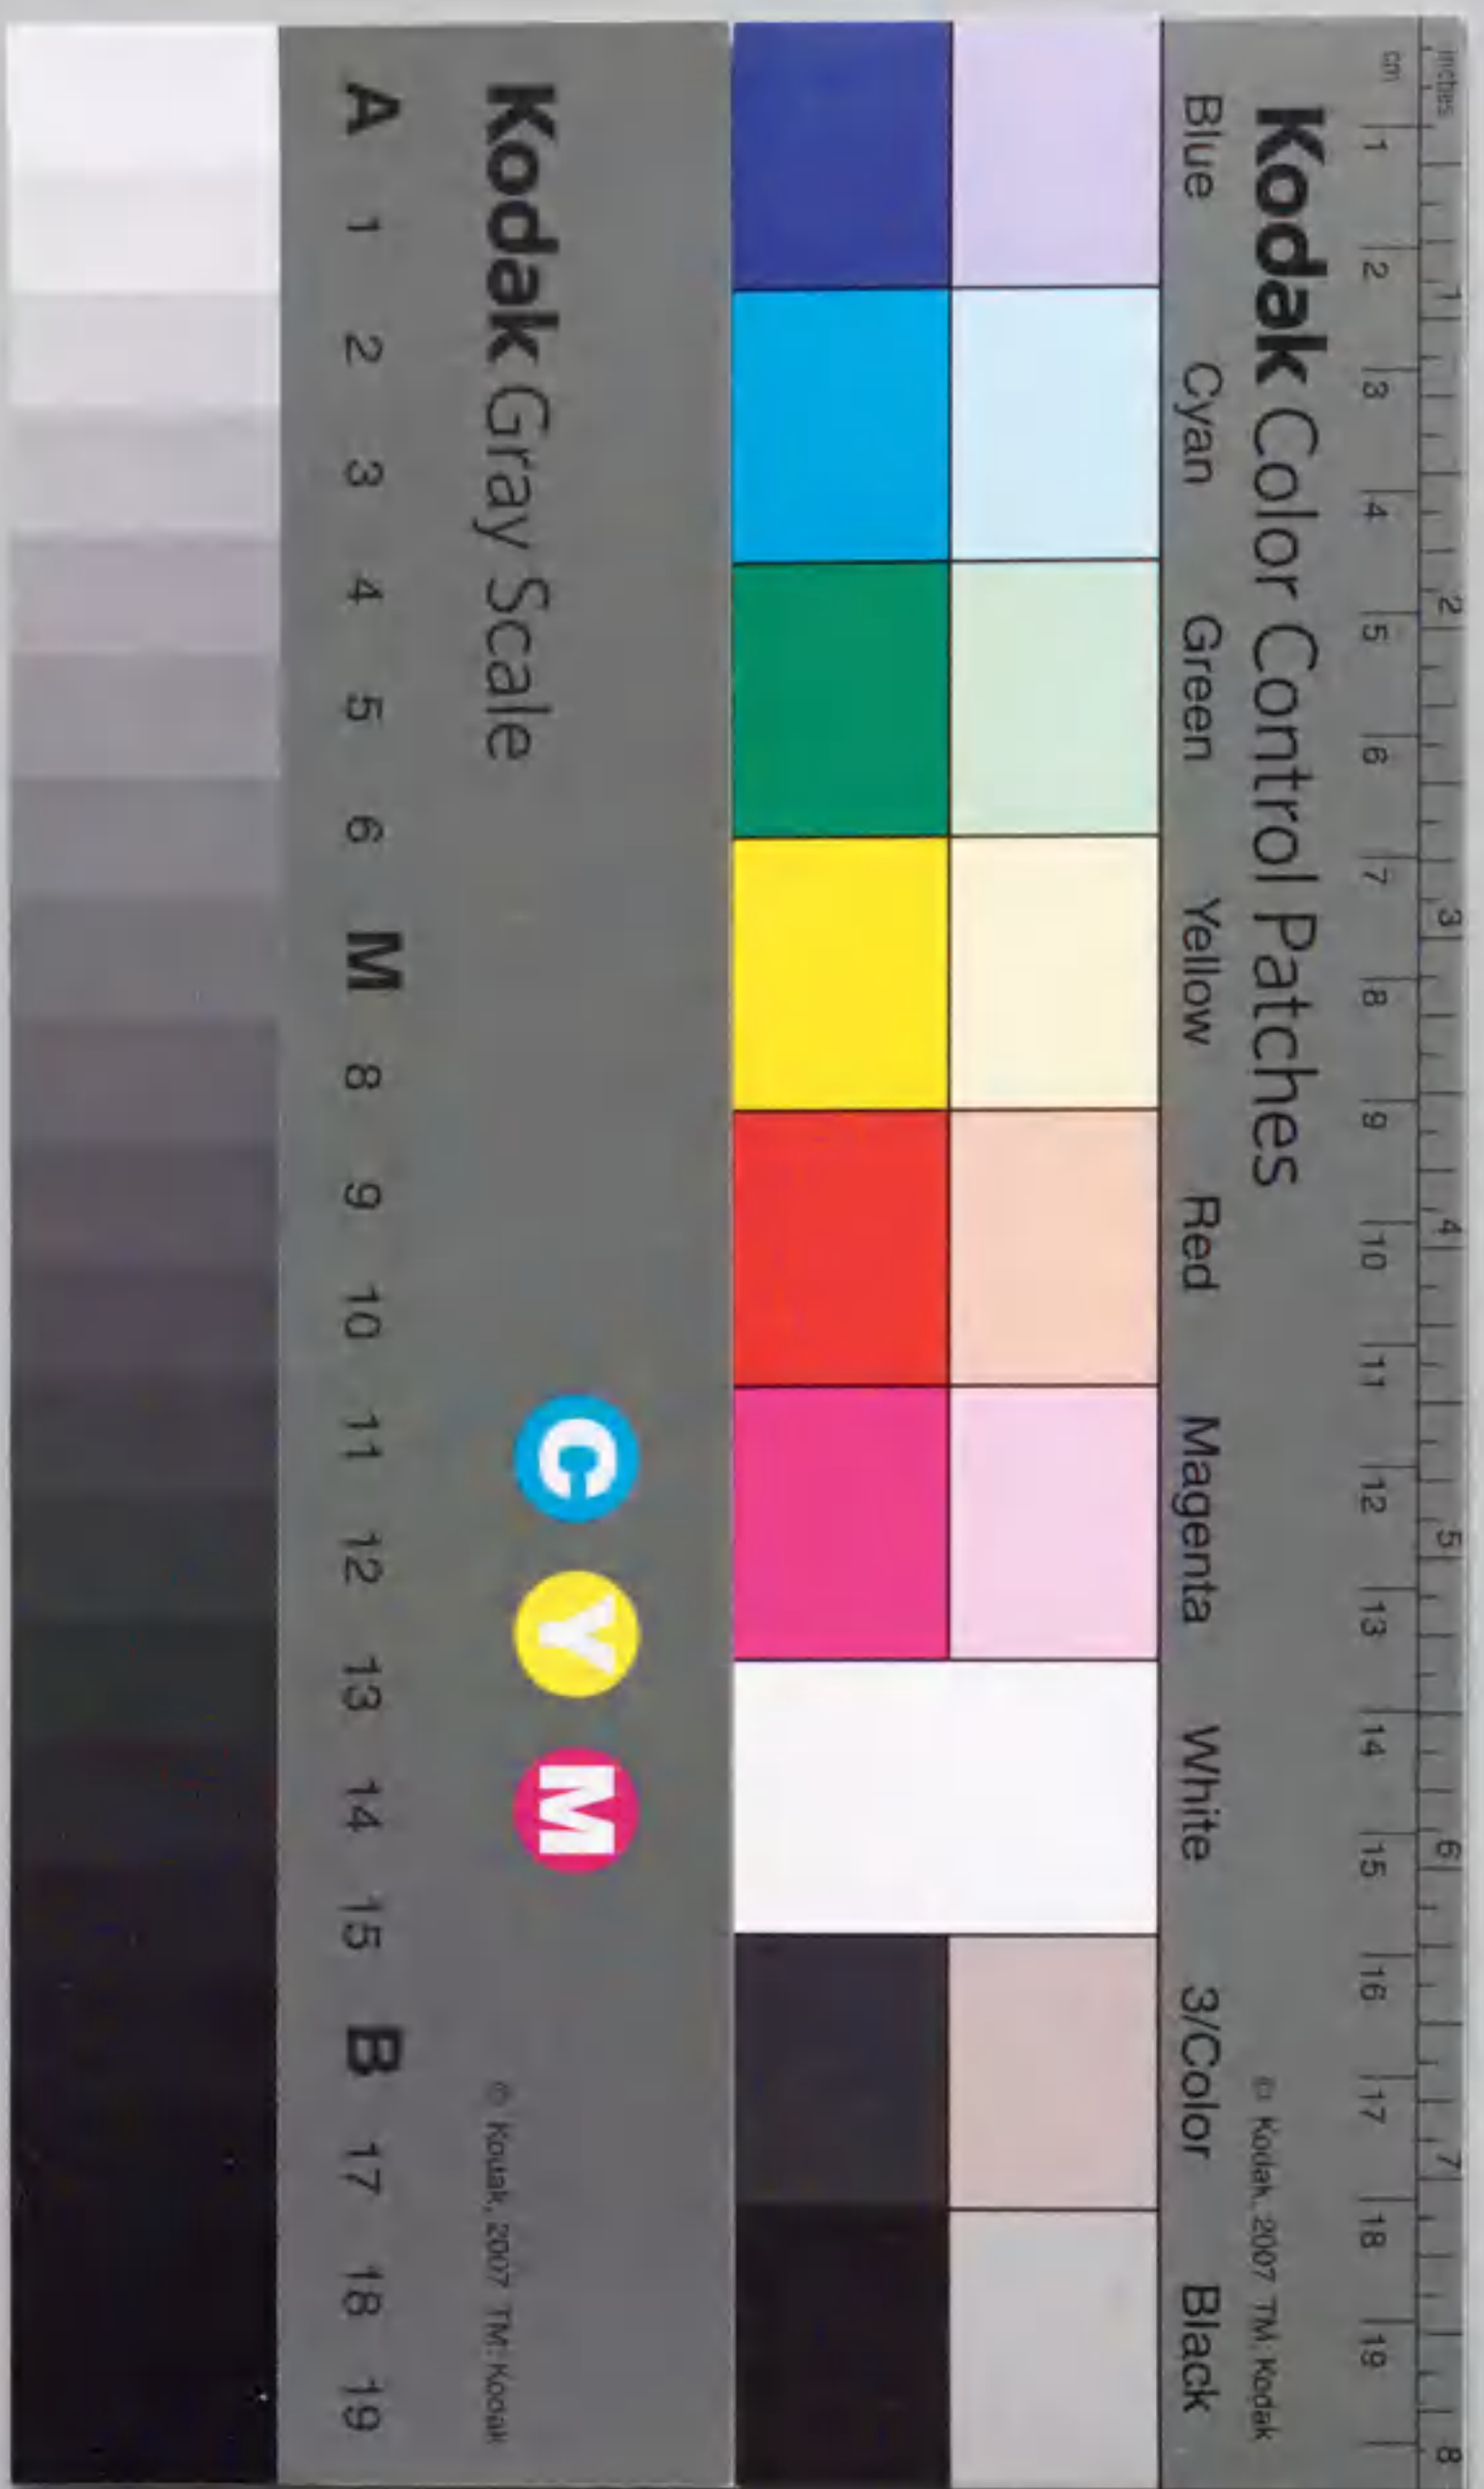 inches
cm
1 2 3 4 5 6 7 8
1 2 3 4 5 6 7 8 9 10 11 12 13 14 15 16 17 18 19
Kodak Color Control Patches
© Kodak, 2007 TM: Kodak
Blue Cyan Green Yellow Red Magenta White 3/Color Black
Kodak Gray Scale
C Y M
© Kodak, 2007 TM: Kodak
A 1 2 3 4 5 6 M 8 9 10 11 12 13 14 15 B 17 18 19